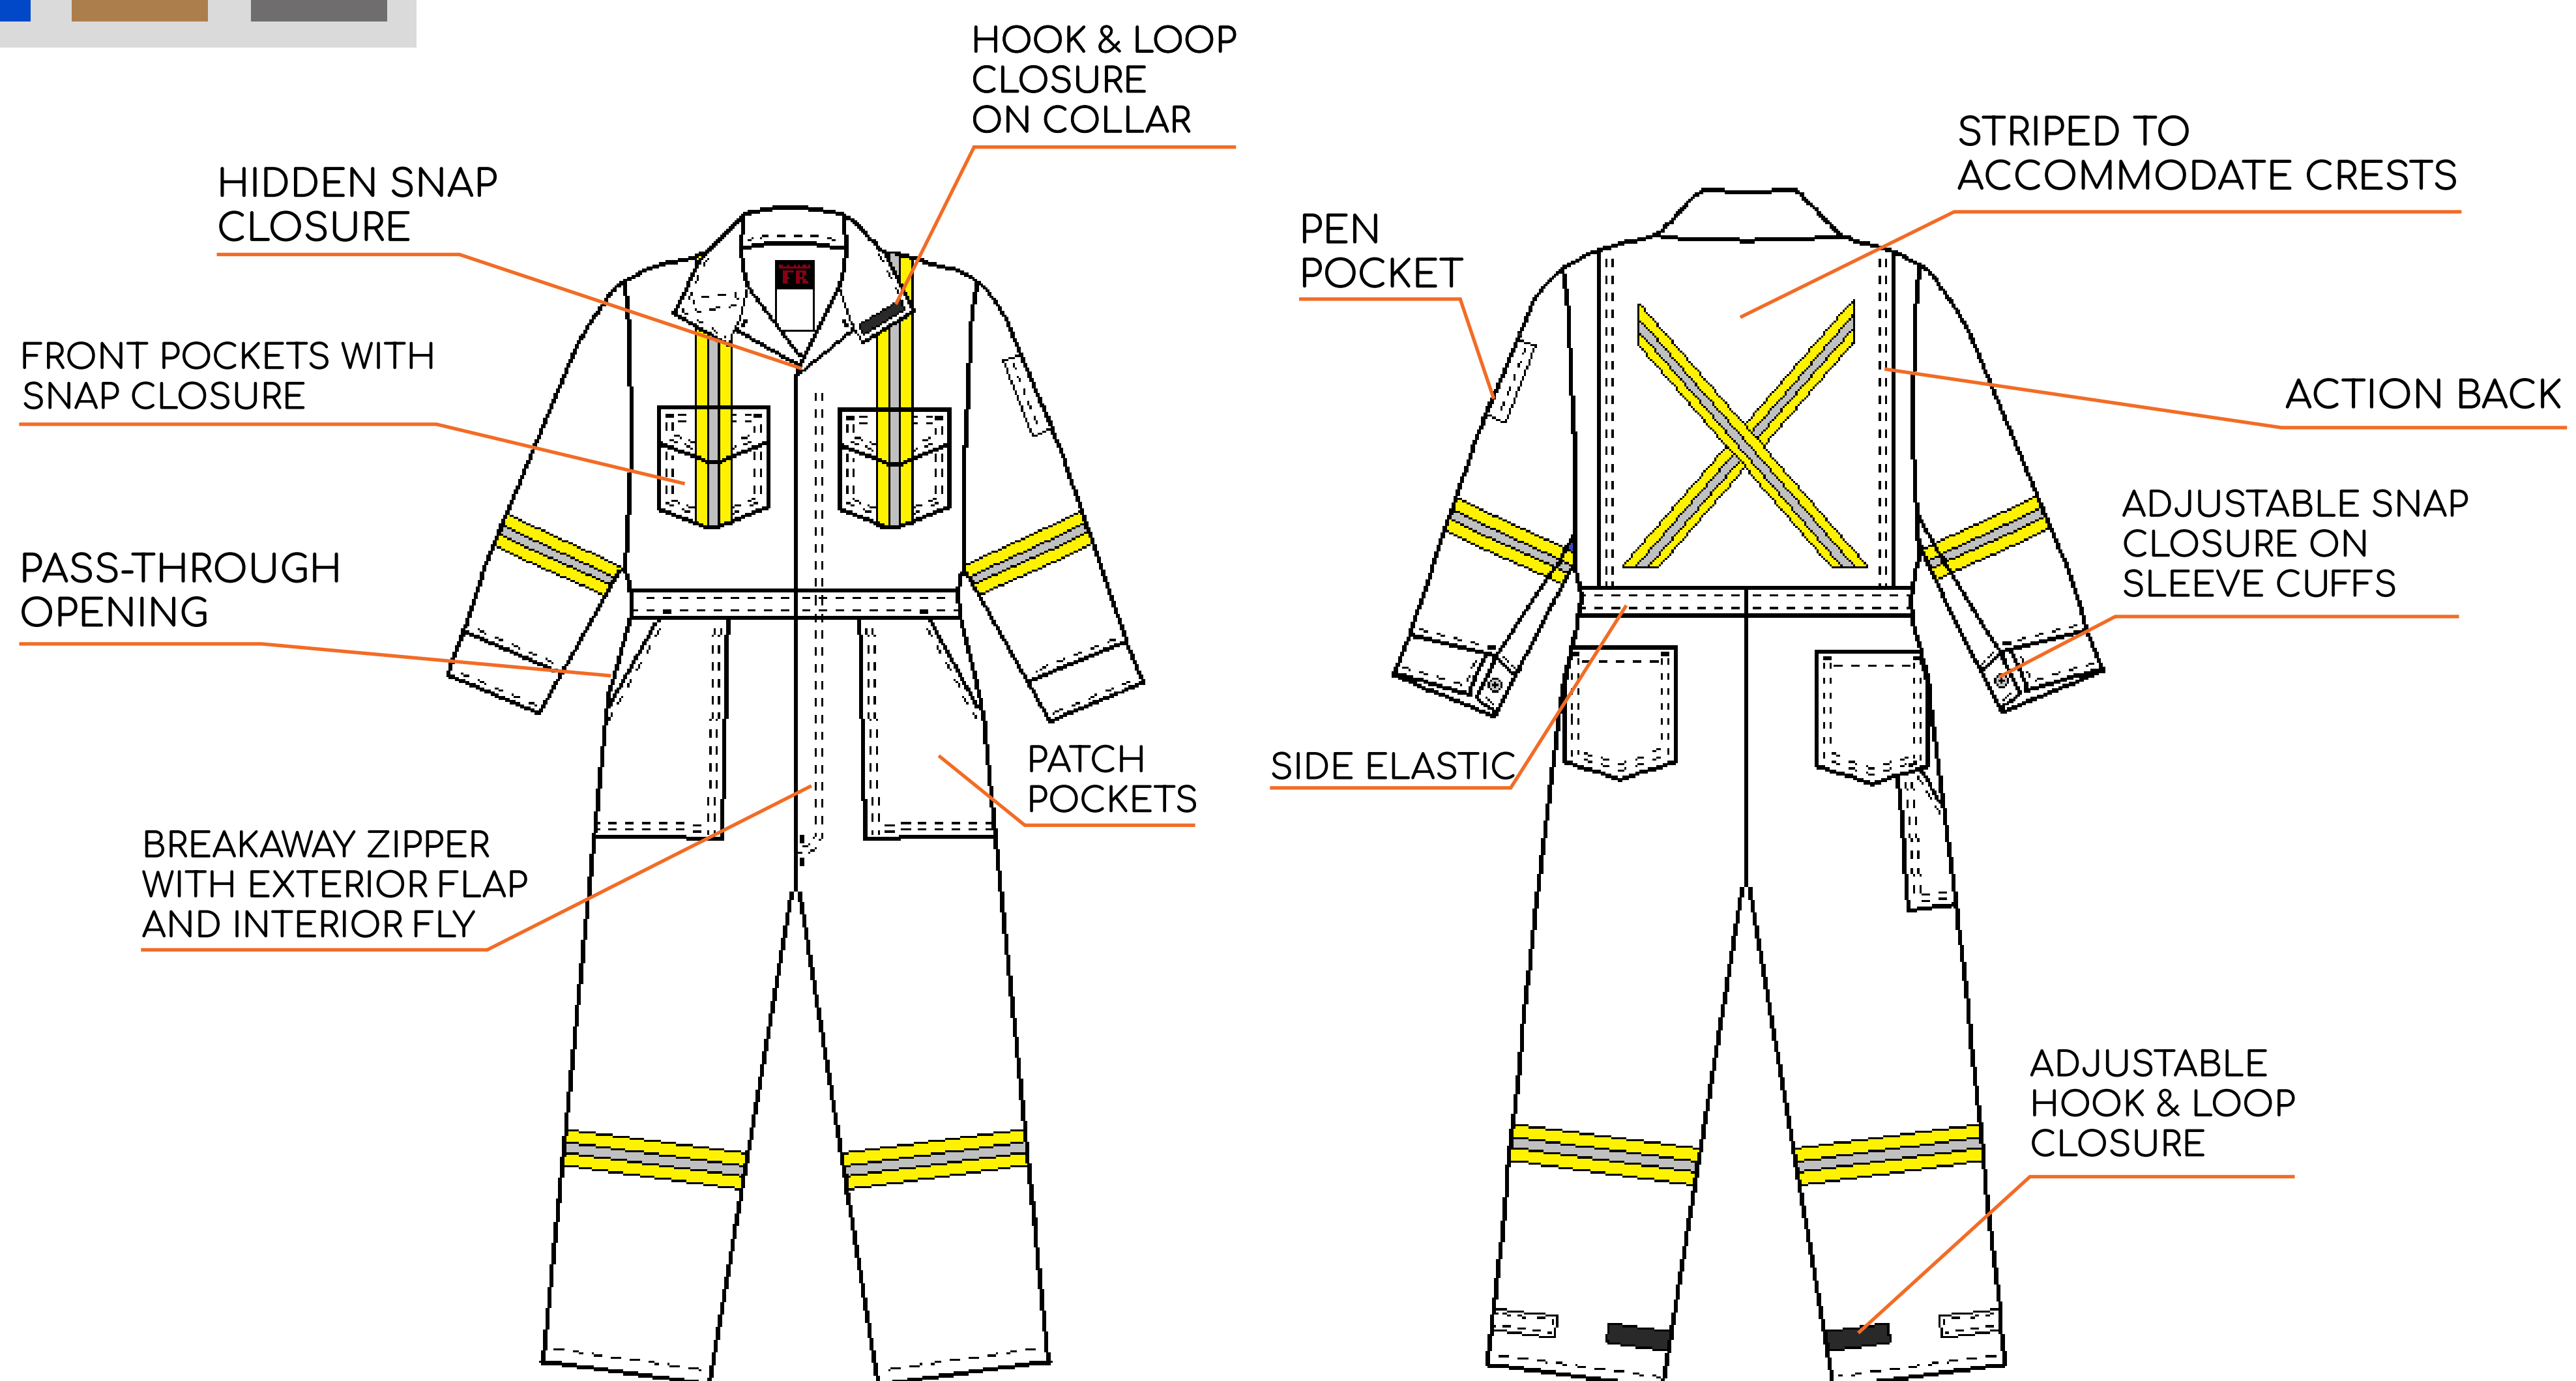 HOOK & LOOP
CLOSURE
ON COLLAR
HIDDEN SNAP
CLOSURE
FRONT POCKETS WITH
SNAP CLOSURE
PASS-THROUGH
OPENING
BREAKAWAY ZIPPER
WITH EXTERIOR FLAP
AND INTERIOR FLY
PATCH
POCKETS
FR
STRIPED TO
ACCOMMODATE CRESTS
PEN
POCKET
ACTION BACK
ADJUSTABLE SNAP
CLOSURE ON
SLEEVE CUFFS
SIDE ELASTIC
ADJUSTABLE
HOOK & LOOP
CLOSURE